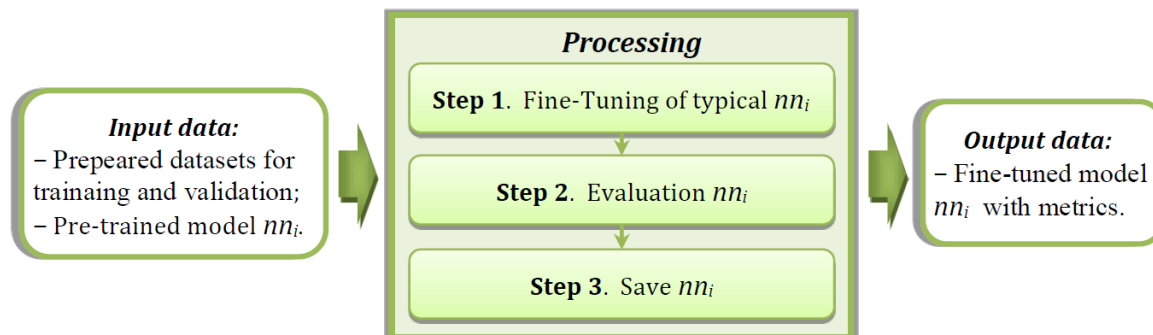 Input data:
– Prepeared datasets for
trainaing and validation;
– Pre-trained model nnᵢ.
Processing
Step 1. Fine-Tuning of typical nnᵢ
Step 2. Evaluation nnᵢ
Step 3. Save nnᵢ
Output data:
– Fine-tuned model
nnᵢ with metrics.